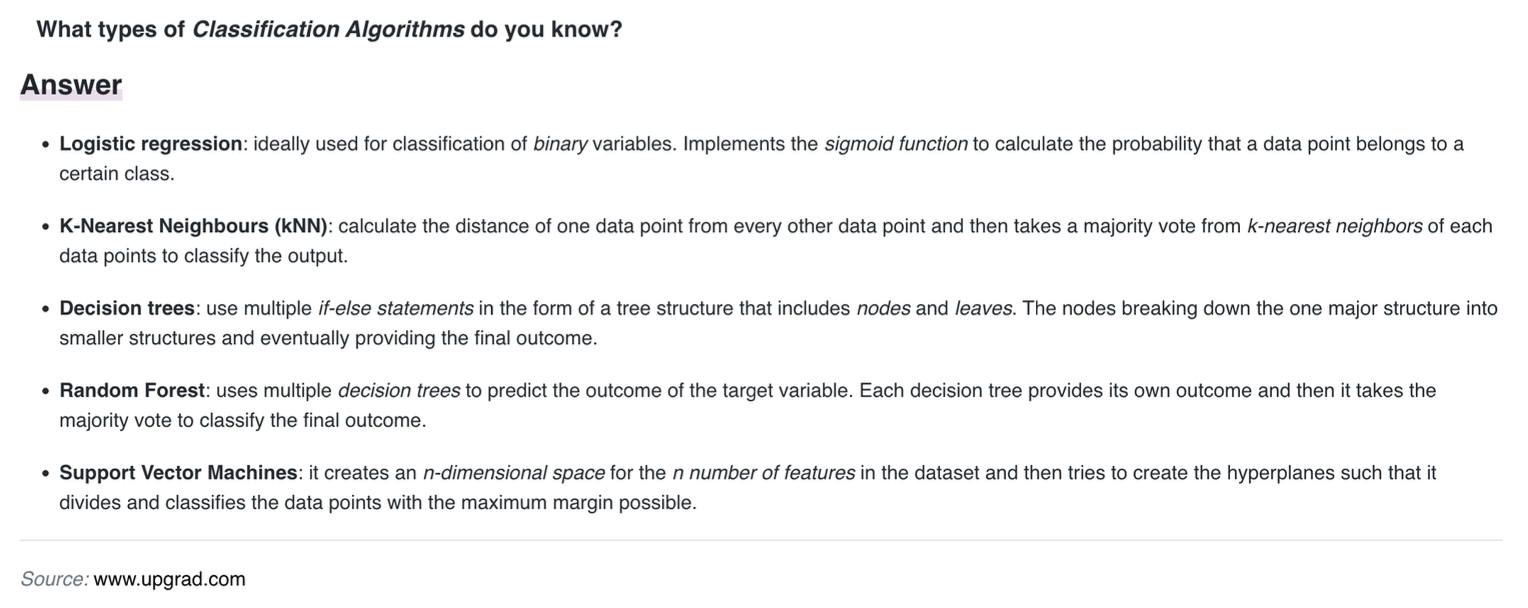 What types of Classification Algorithms do you know?
Answer
• Logistic regression: ideally used for classification of binary variables. Implements the sigmoid function to calculate the probability that a data point belongs to a
certain class.
• K-Nearest Neighbours (kNN): calculate the distance of one data point from every other data point and then takes a majority vote from k-nearest neighbors of each
data points to classify the output.
• Decision trees: use multiple if-else statements in the form of a tree structure that includes nodes and leaves. The nodes breaking down the one major structure into
smaller structures and eventually providing the final outcome.
• Random Forest: uses multiple decision trees to predict the outcome of the target variable. Each decision tree provides its own outcome and then it takes the
majority vote to classify the final outcome.
• Support Vector Machines: it creates an n-dimensional space for the n number of features in the dataset and then tries to create the hyperplanes such that it
divides and classifies the data points with the maximum margin possible.
Source: www.upgrad.com